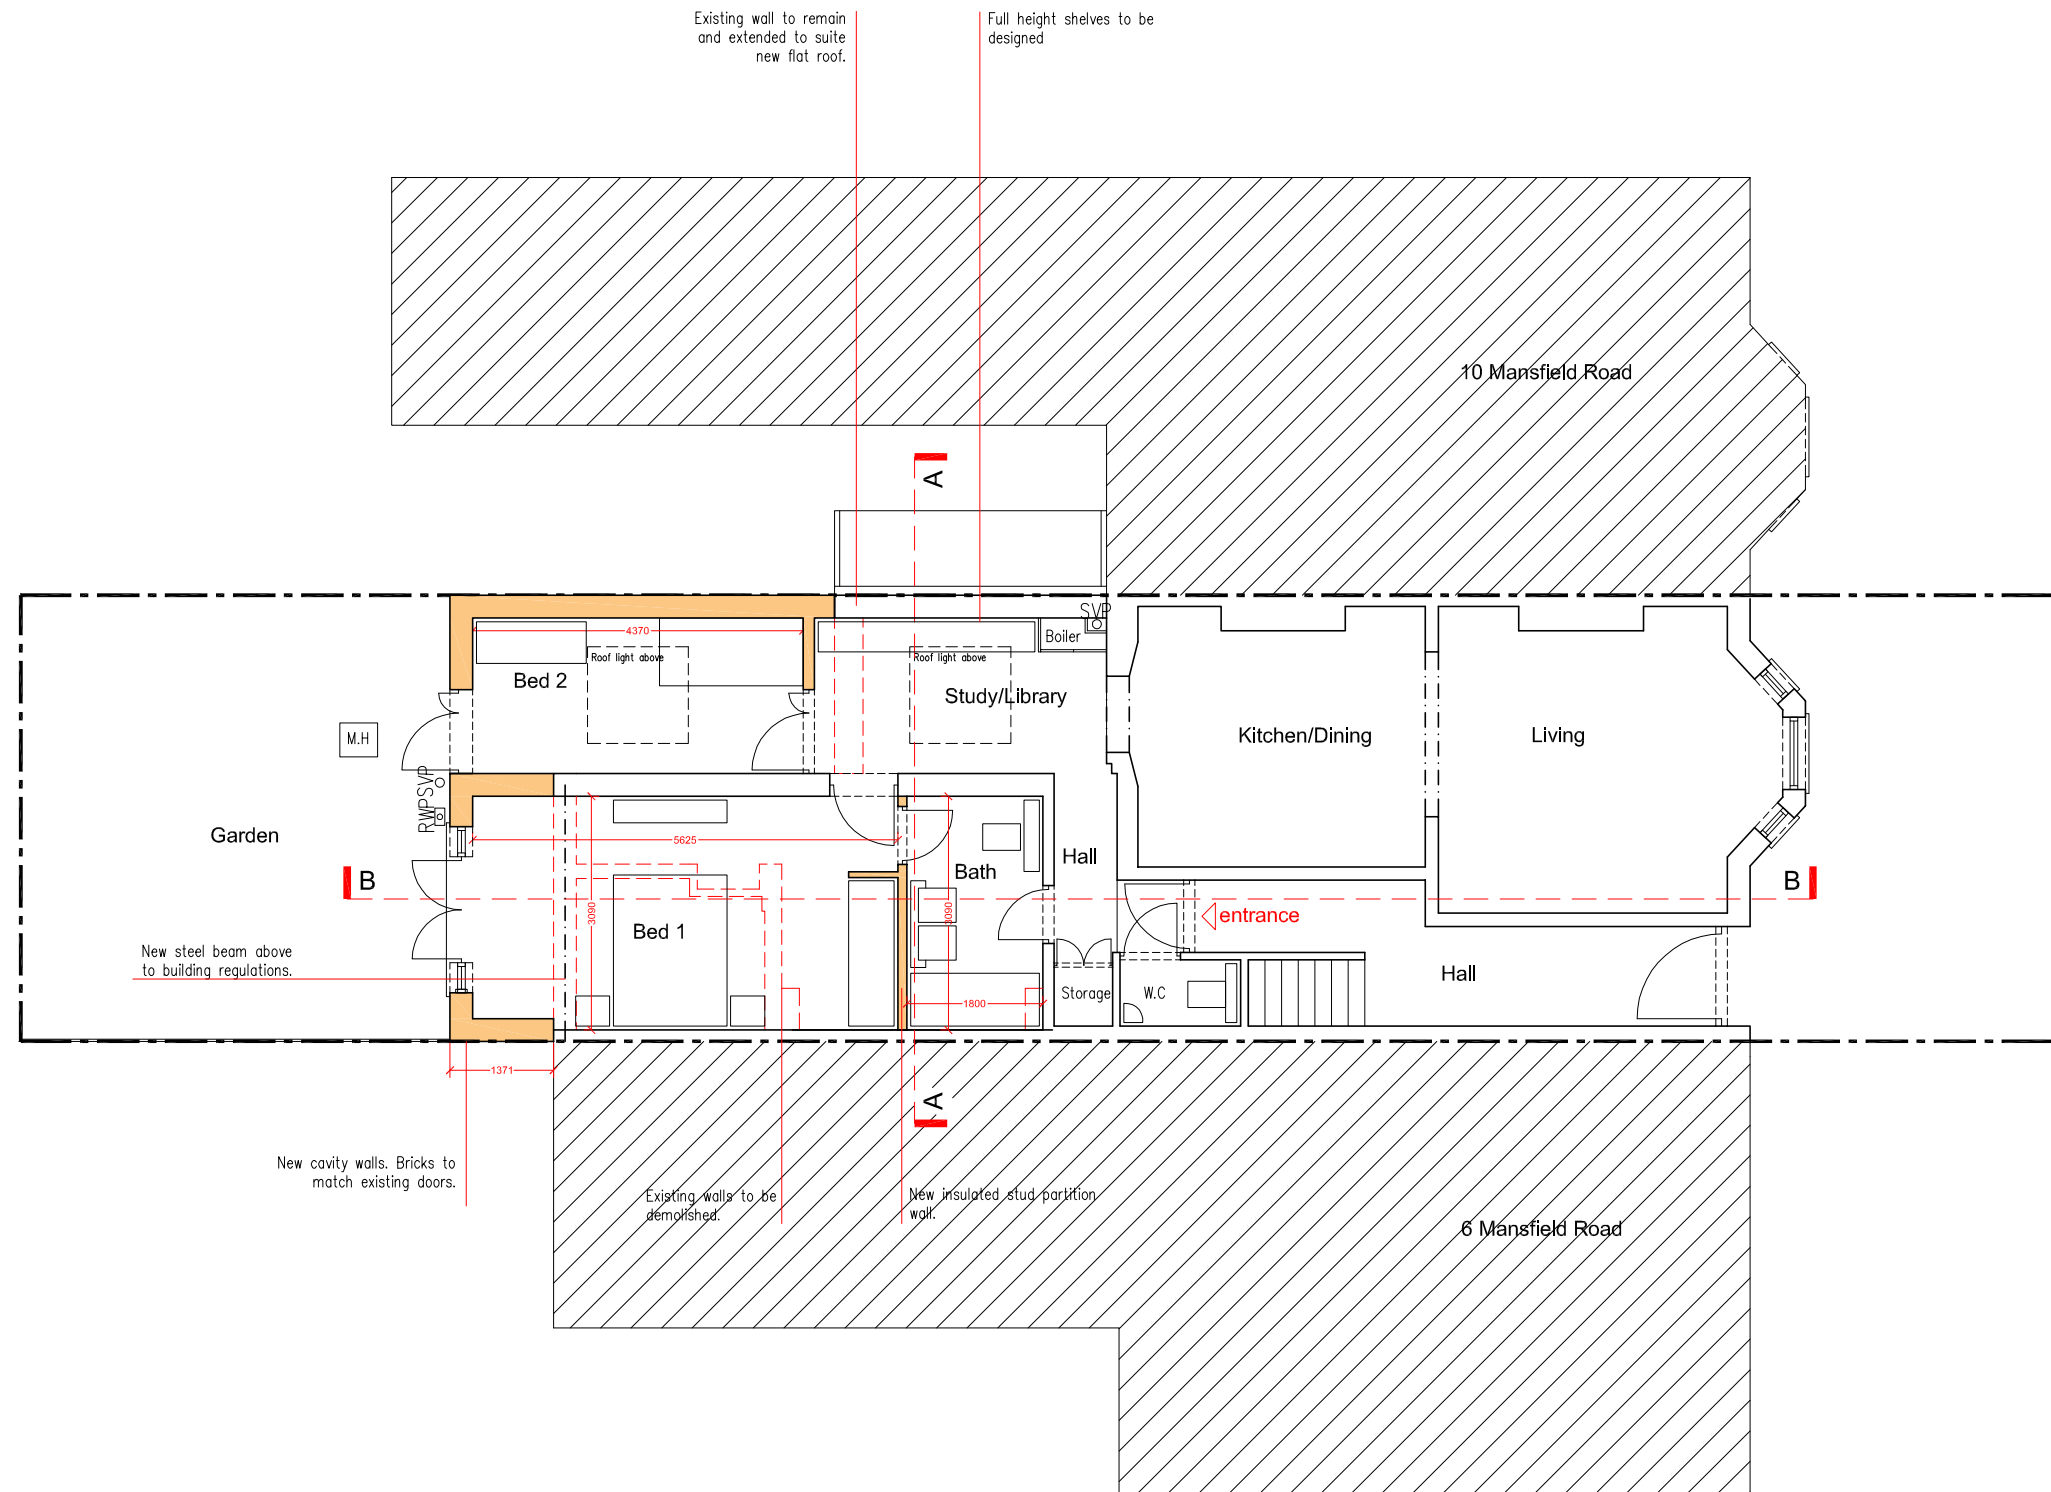 Existing wall to remain
and extended to suite
new flat roof.
Full height shelves to be
designed
10 Mansfield Road
A
SVP
Boiler
4370
Roof light above
Roof light above
Bed 2
Study/Library
M.H
Kitchen/Dining
Living
RWP
SVP
Garden
5625
Hall
Bath
B
B
3090
3090
entrance
Bed 1
New steel beam above
to building regulations.
Hall
Storage
W.C
1800
1371
A
New cavity walls. Bricks to
match existing doors.
Existing walls to be
demolished.
New insulated stud partition
wall.
6 Mansfield Road